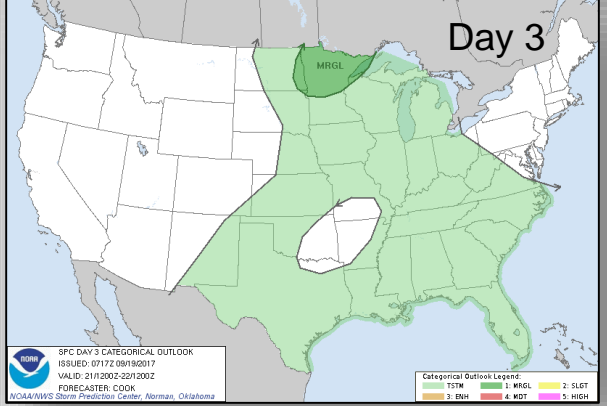 Day 3
MRGL
NOAA
SPC DAY 3 CATEGORICAL OUTLOOK
ISSUED: 0717Z 09/19/2017
VALID: 21/1200Z-22/1200Z
FORECASTER: COOK
NOAA/NWS Storm Prediction Center, Norman, Oklahoma
Categorical Outlook Legend:
TSTM 1: MRGL 2: SLGT
3: ENH 4: MDT 5: HIGH